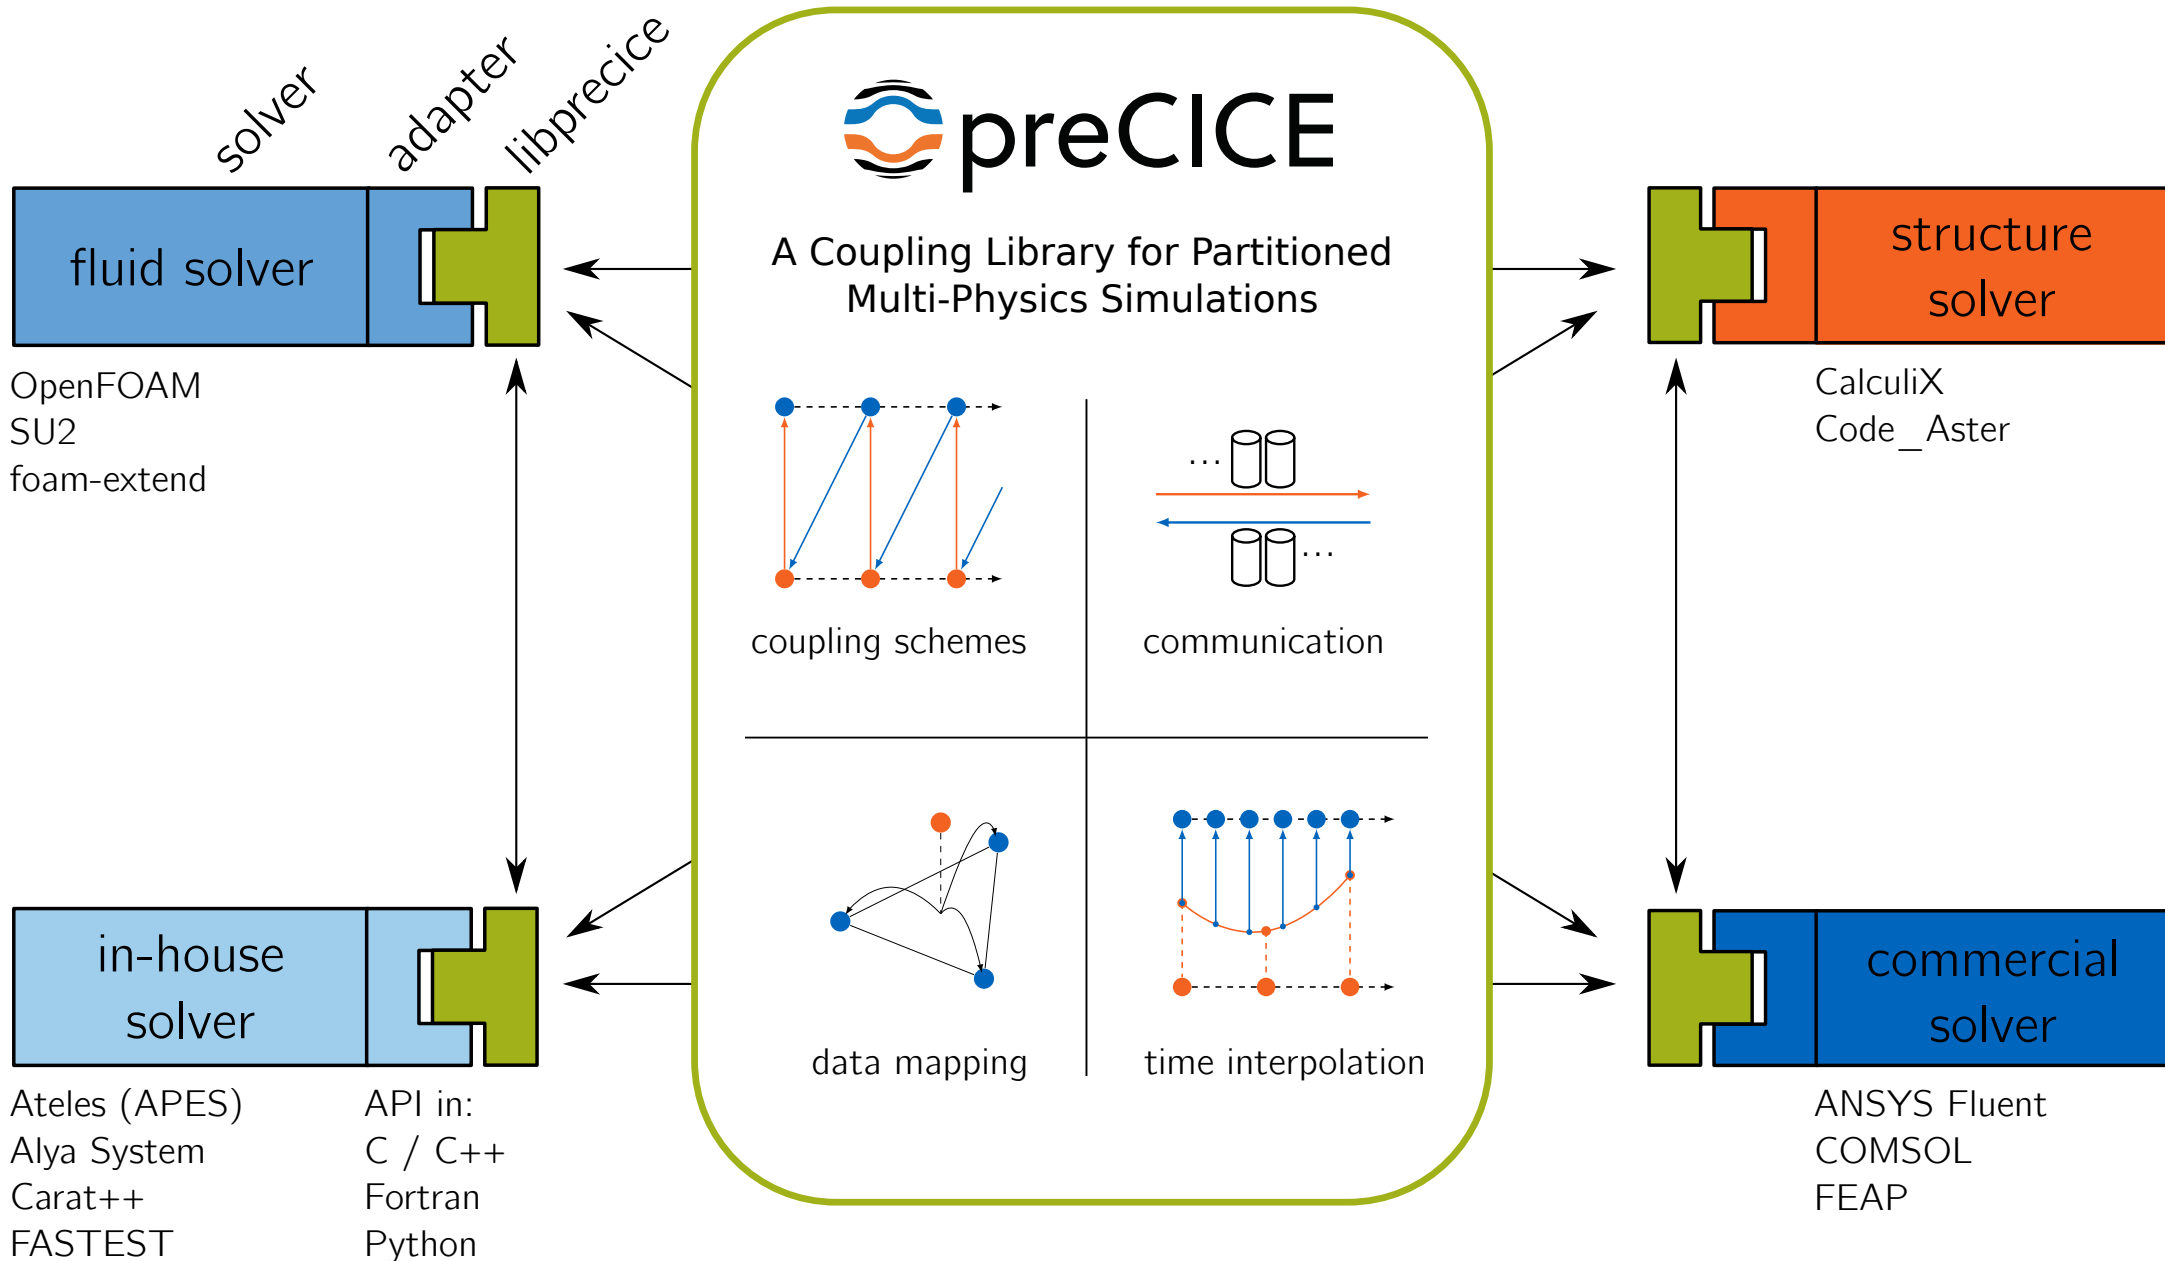 solver
adapter
libprecice
preCICE
A Coupling Library for Partitioned
Multi-Physics Simulations
fluid solver
OpenFOAM
SU2
foam-extend
structure
solver
CalculiX
Code_Aster
...
...
coupling schemes
communication
data mapping
time interpolation
in-house
solver
Ateles (APES)
Alya System
Carat++
FASTEST
API in:
C / C++
Fortran
Python
commercial
solver
ANSYS Fluent
COMSOL
FEAP